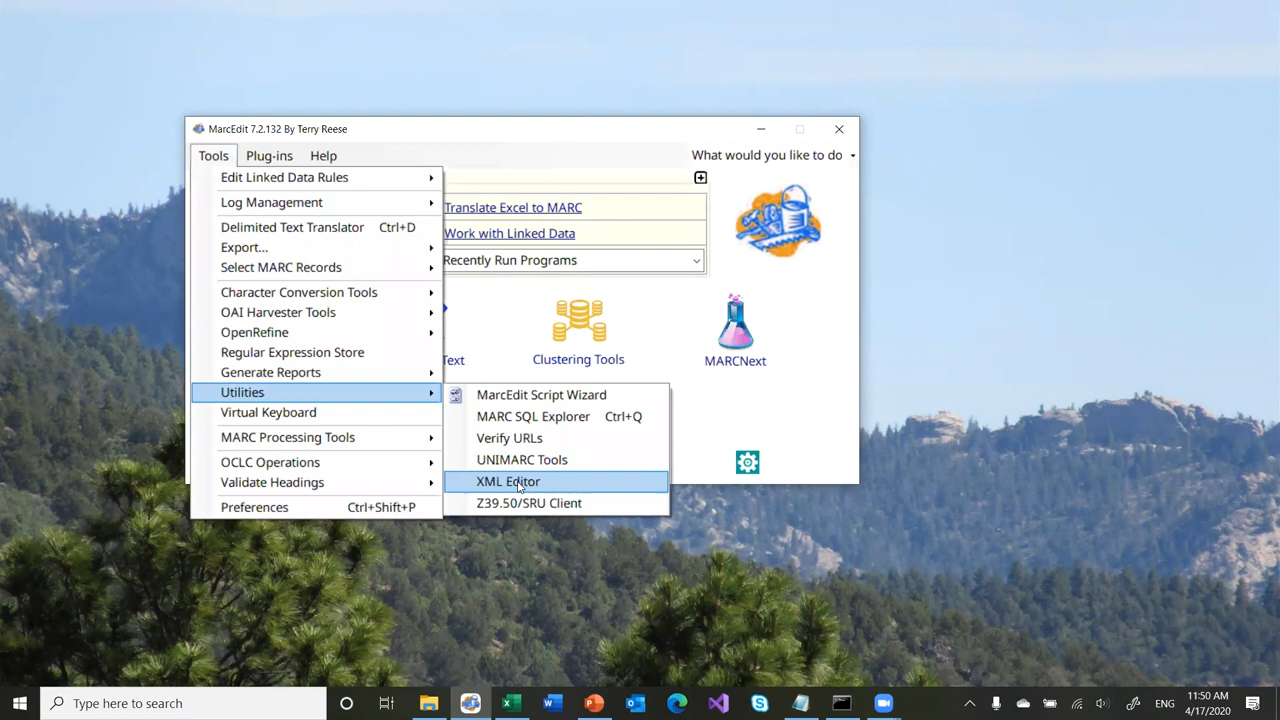 MarcEdit 7.2.132 By Terry Reese
Tools Plug-ins Help
What would you like to do
Edit Linked Data Rules
Log Management
Delimited Text Translator Ctrl+D
Export...
Select MARC Records
Character Conversion Tools
OAI Harvester Tools
OpenRefine
Regular Expression Store
Generate Reports
Utilities
Virtual Keyboard
MARC Processing Tools
OCLC Operations
Validate Headings
Preferences Ctrl+Shift+P
Translate Excel to MARC
Work with Linked Data
Recently Run Programs
Text
Clustering Tools
MARCNext
MarcEdit Script Wizard
MARC SQL Explorer Ctrl+Q
Verify URLs
UNIMARC Tools
XML Editor
Z39.50/SRU Client
Type here to search
ENG
11:50 AM
4/17/2020